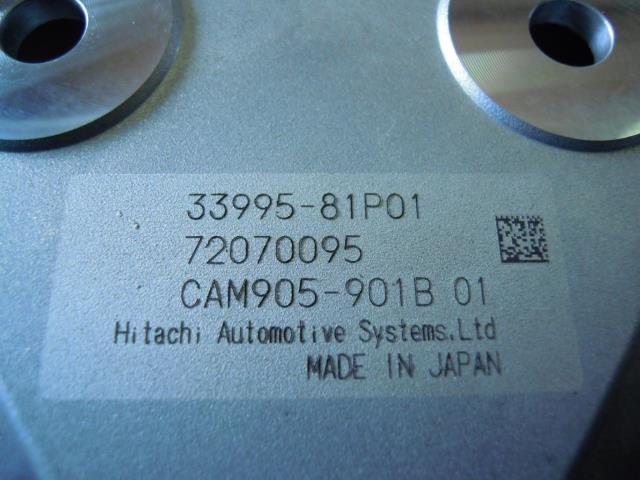 33995-81P01
72070095
CAM905-901B 01
Hitachi Automotive Systems.Ltd
MADE IN JAPAN